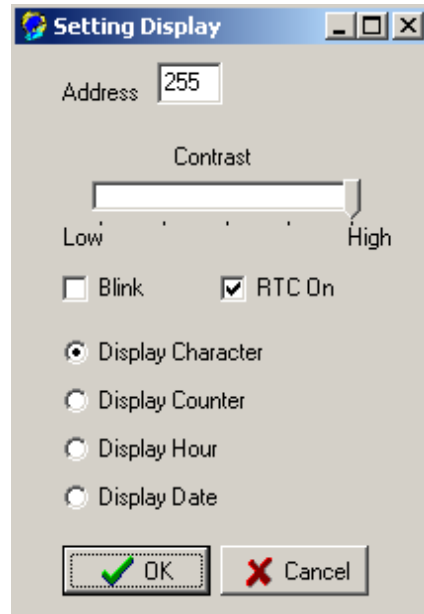 Setting Display
Address 255
Contrast
Low High
Blink RTC On
Display Character
Display Counter
Display Hour
Display Date
OK Cancel